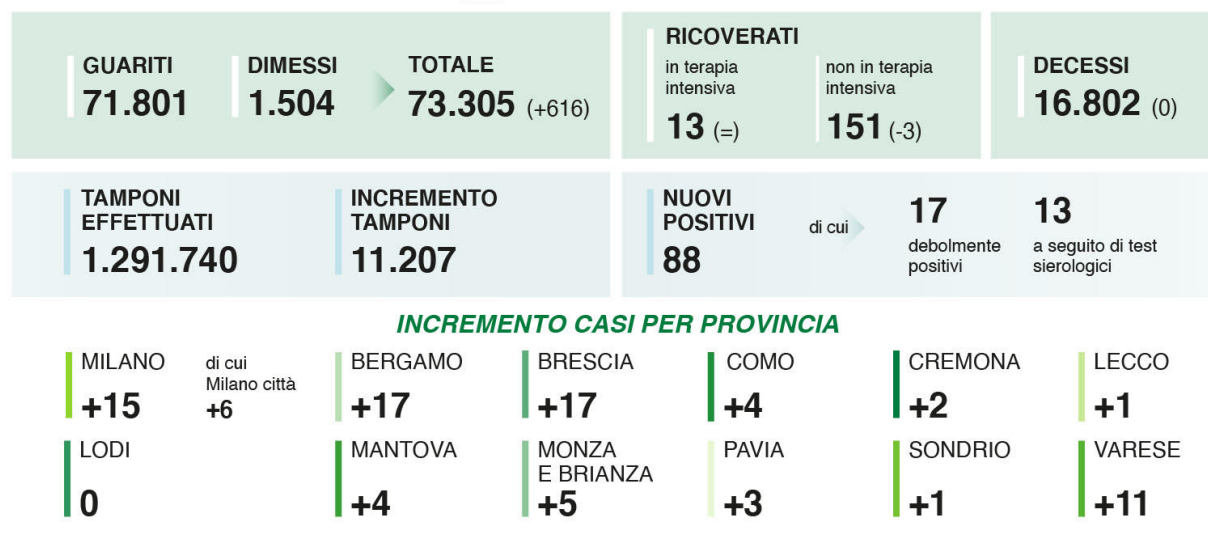 GUARITI
71.801
DIMESSI
1.504
TOTALE
73.305 (+616)
RICOVERATI
in terapia
intensiva
13 (=)
non in terapia
intensiva
151 (-3)
DECESSI
16.802 (0)
TAMPONI
EFFETTUATI
1.291.740
INCREMENTO
TAMPONI
11.207
NUOVI
POSITIVI
88
di cui
17
debolmente
positivi
13
a seguito di test
sierologici
INCREMENTO CASI PER PROVINCIA
MILANO
+15
di cui
Milano città
+6
BERGAMO
+17
BRESCIA
+17
COMO
+4
CREMONA
+2
LECCO
+1
LODI
0
MANTOVA
+4
MONZA
E BRIANZA
+5
PAVIA
+3
SONDRIO
+1
VARESE
+11